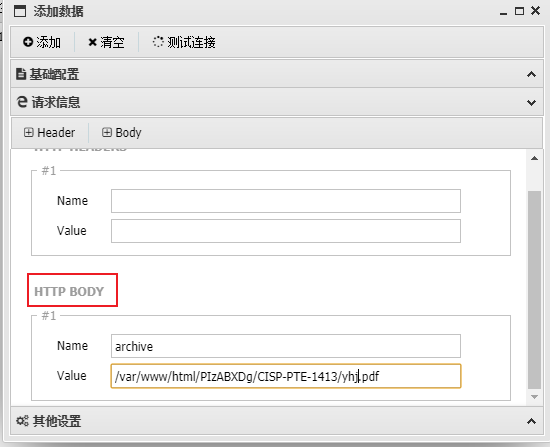 添加数据
添加 清空 测试连接
基础配置
请求信息
Header Body
HTTP HEADERS
#1
Name
Value
HTTP BODY
#1
Name archive
Value /var/www/html/PIzABXDg/CISP-PTE-1413/yhj.pdf
其他设置